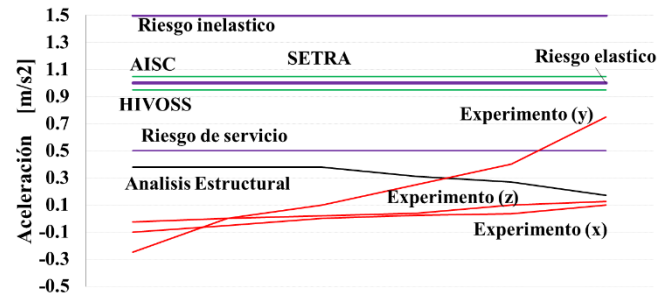 Aceleración [m/s2]
1.5
1.3
1.1
0.9
0.7
0.5
0.3
0.1
-0.1
-0.3
-0.5
Riesgo inelastico
SETRA
Riesgo elastico
AISC
HIVOSS
Experimento (y)
Riesgo de servicio
Analisis Estructural
Experimento (z)
Experimento (x)